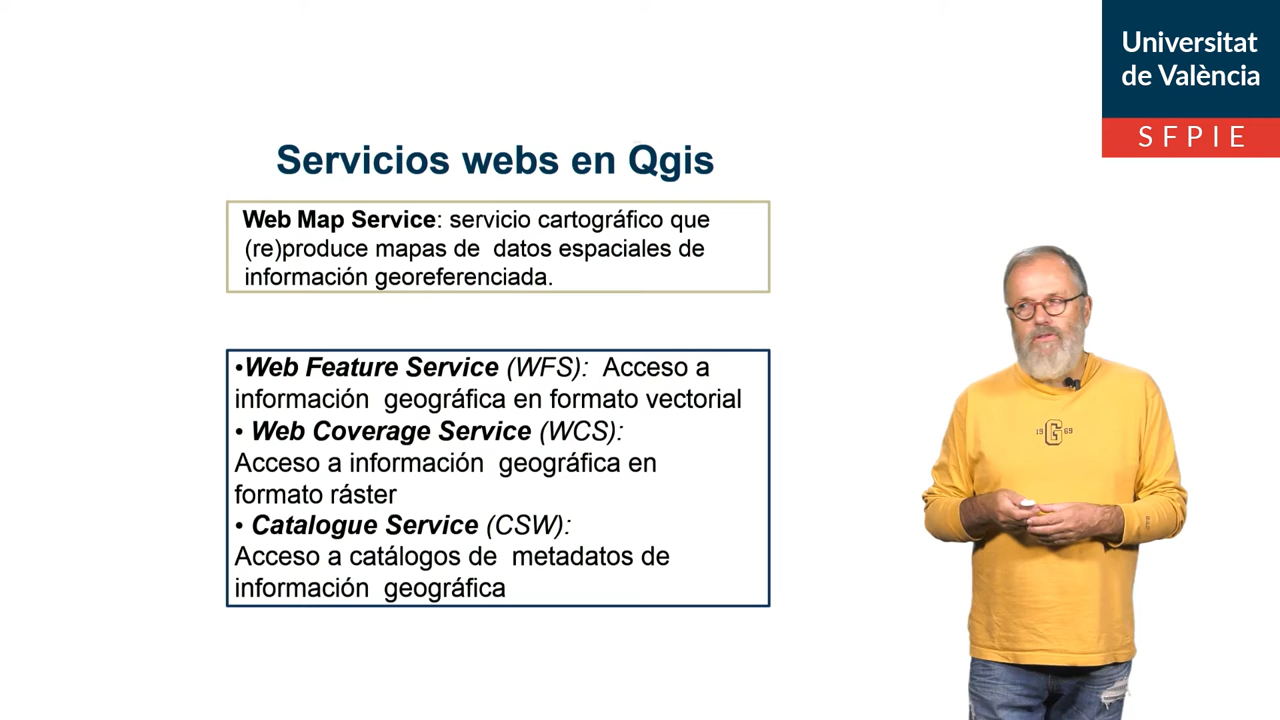 Universitat
de València
SFPIE
Servicios webs en Qgis
Web Map Service: servicio cartográfico que
(re)produce mapas de datos espaciales de
información georeferenciada.
•Web Feature Service (WFS): Acceso a
información geográfica en formato vectorial
• Web Coverage Service (WCS):
Acceso a información geográfica en
formato ráster
• Catalogue Service (CSW):
Acceso a catálogos de metadatos de
información geográfica
19 G 69